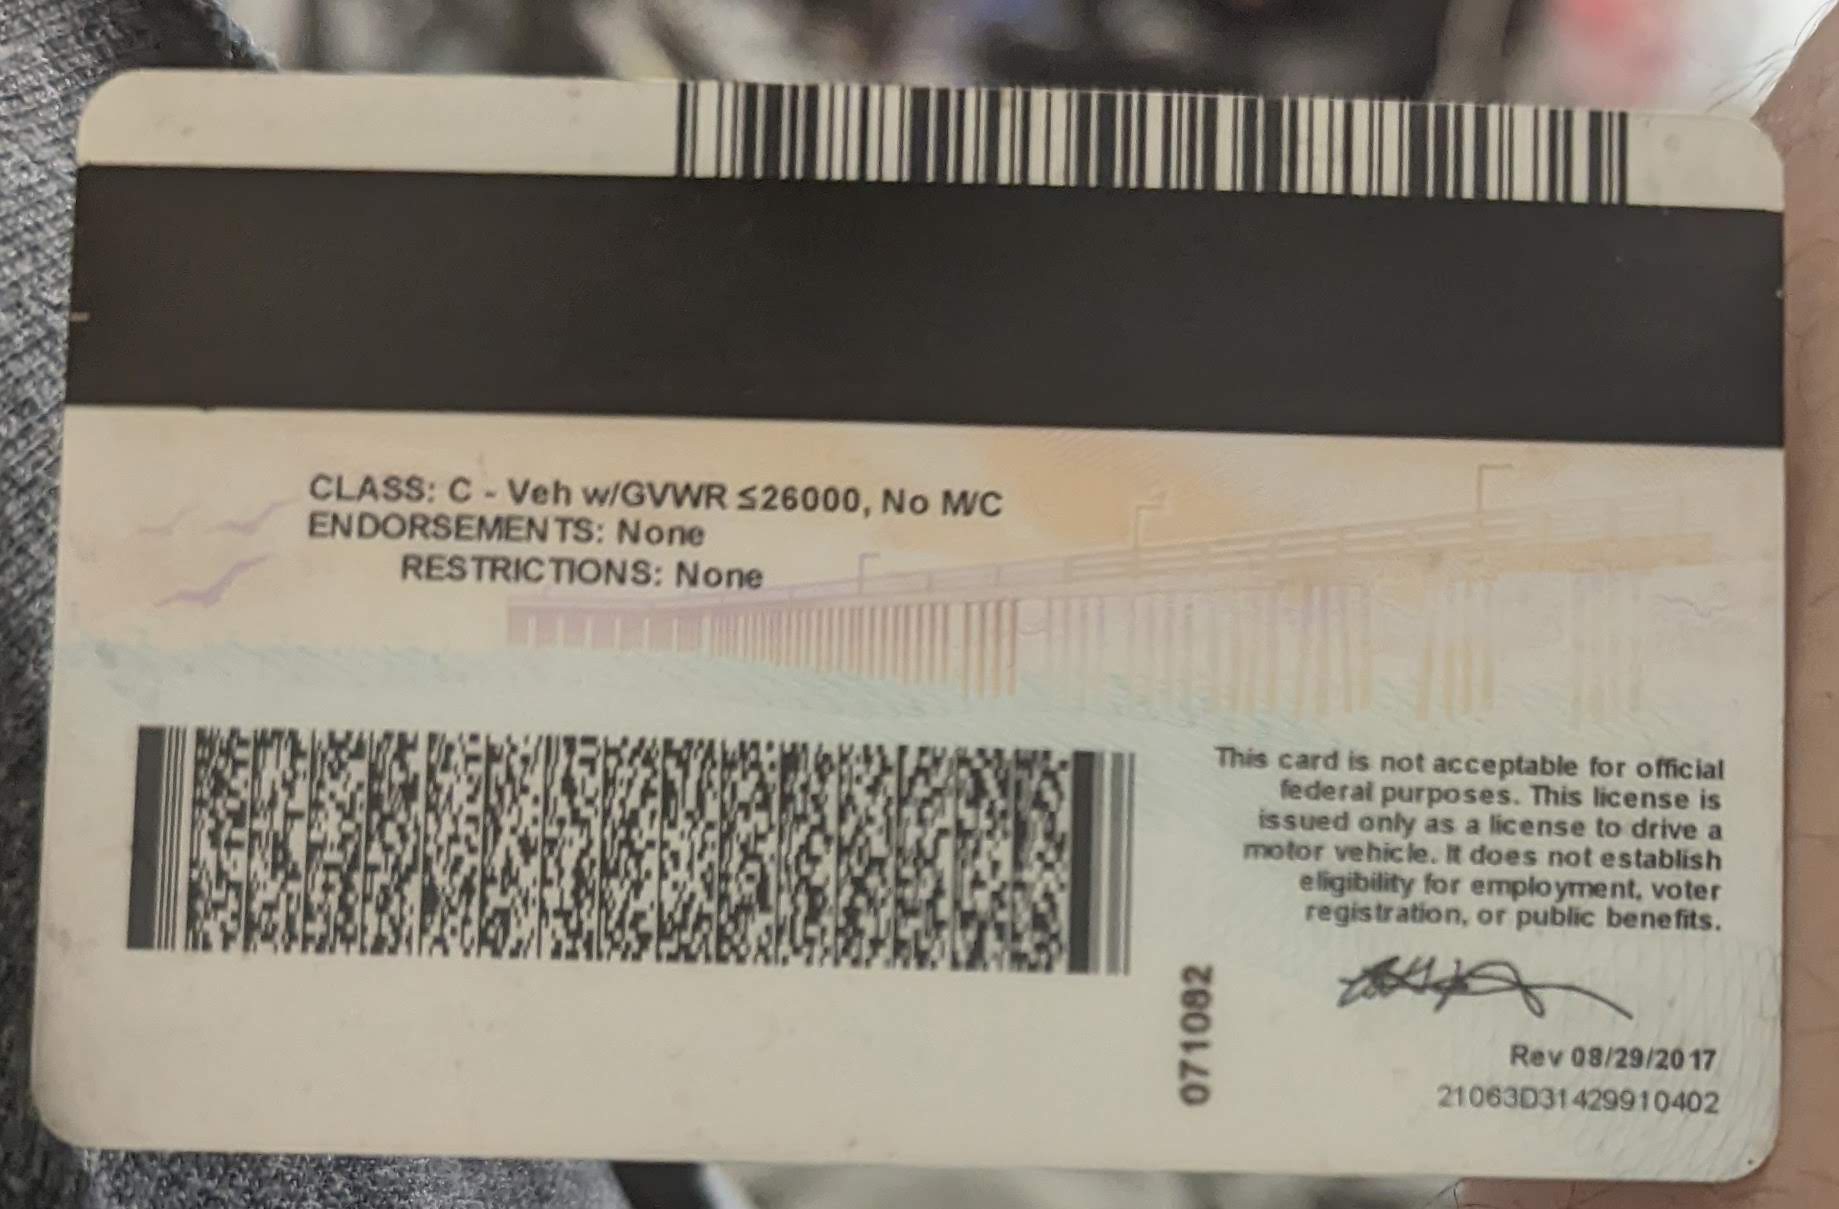 CLASS: C - Veh w/GVWR ≤26000, No M/C
ENDORSEMENTS: None
RESTRICTIONS: None
This card is not acceptable for official
federal purposes. This license is
issued only as a license to drive a
motor vehicle. It does not establish
eligibility for employment, voter
registration, or public benefits.
071082
Rev 08/29/2017
21063D31429910402